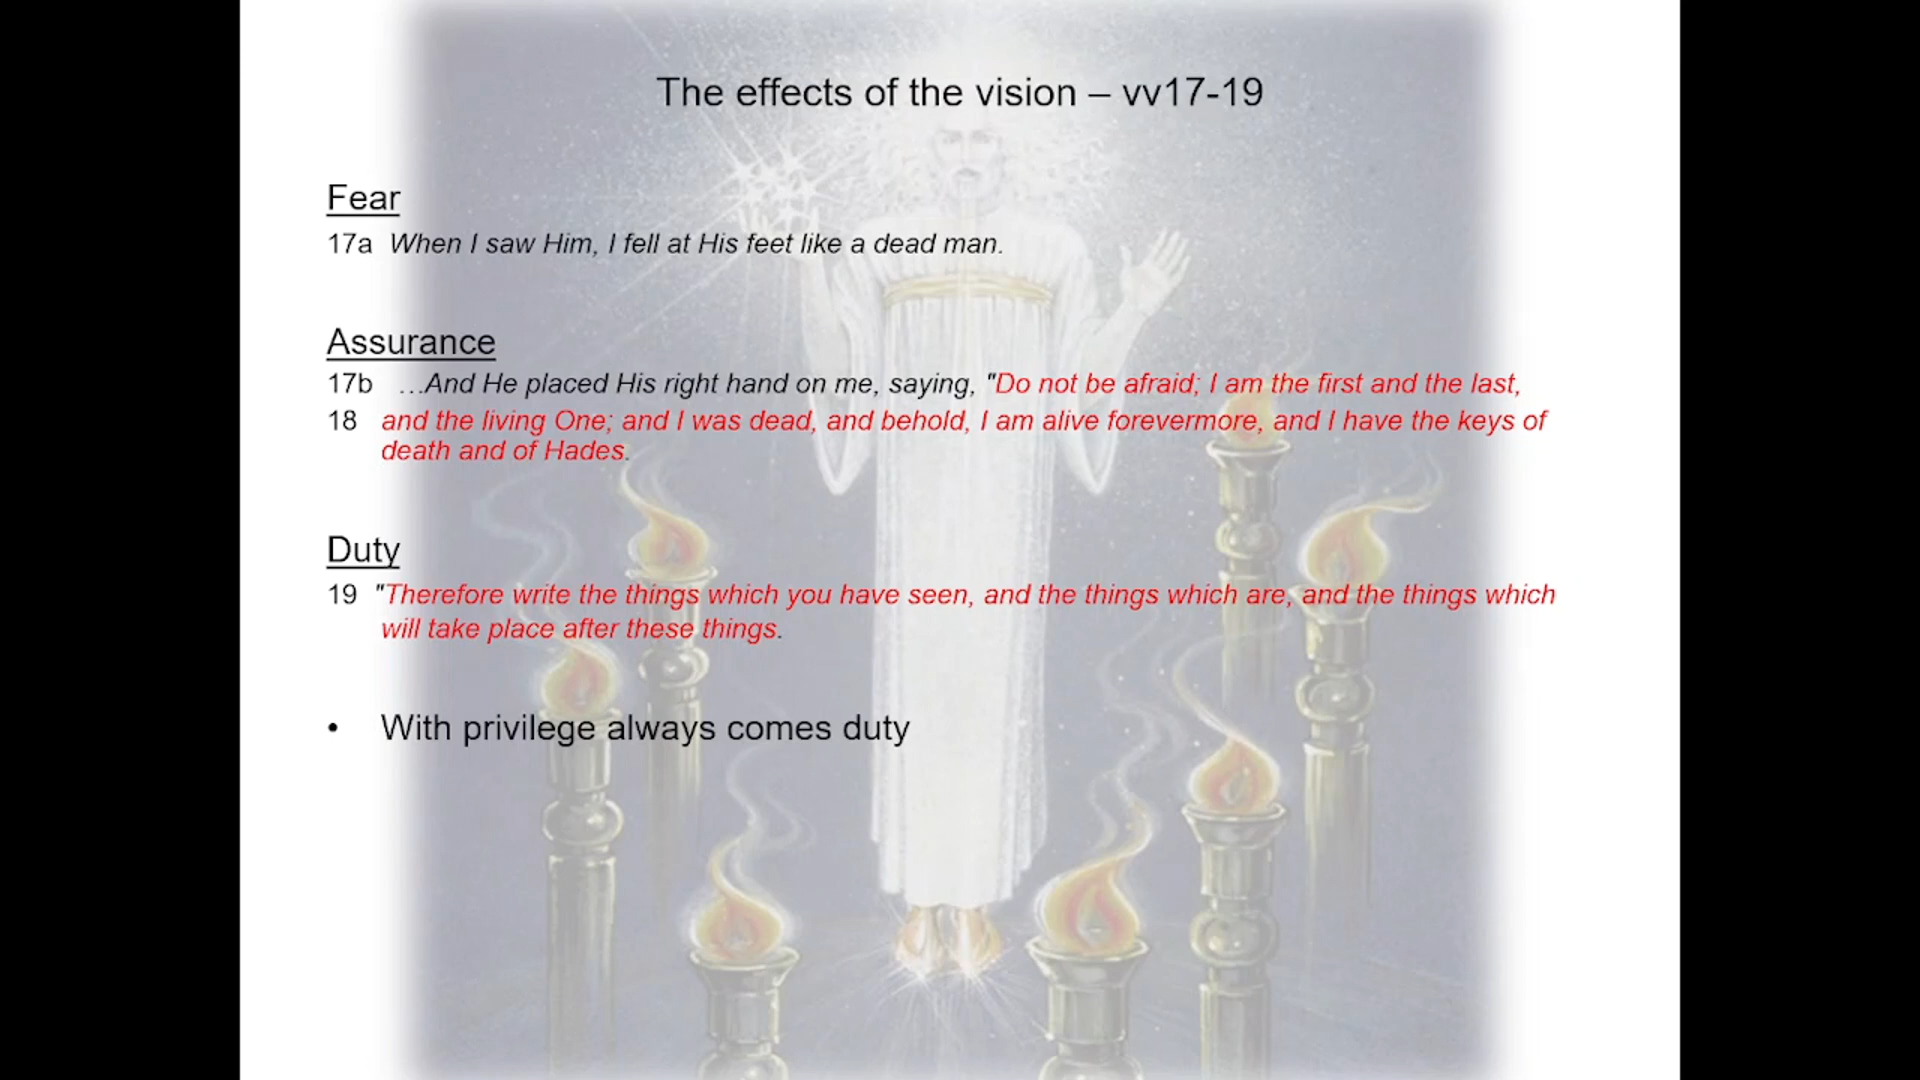 The effects of the vision – vv17-19
Fear
17a When I saw Him, I fell at His feet like a dead man.
Assurance
17b …And He placed His right hand on me, saying, "Do not be afraid; I am the first and the last,
18 and the living One; and I was dead, and behold, I am alive forevermore, and I have the keys of
death and of Hades.
Duty
19 "Therefore write the things which you have seen, and the things which are, and the things which
will take place after these things.
• With privilege always comes duty